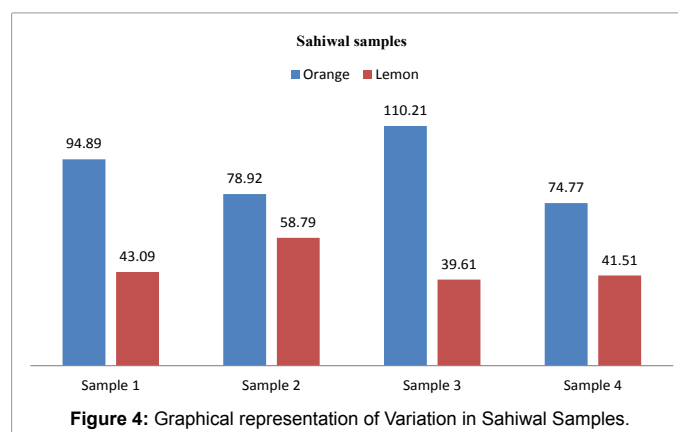 Sahiwal samples
Orange Lemon
110.21
94.89
78.92
74.77
58.79
43.09
39.61
41.51
Sample 1 Sample 2 Sample 3 Sample 4
Figure 4: Graphical representation of Variation in Sahiwal Samples.